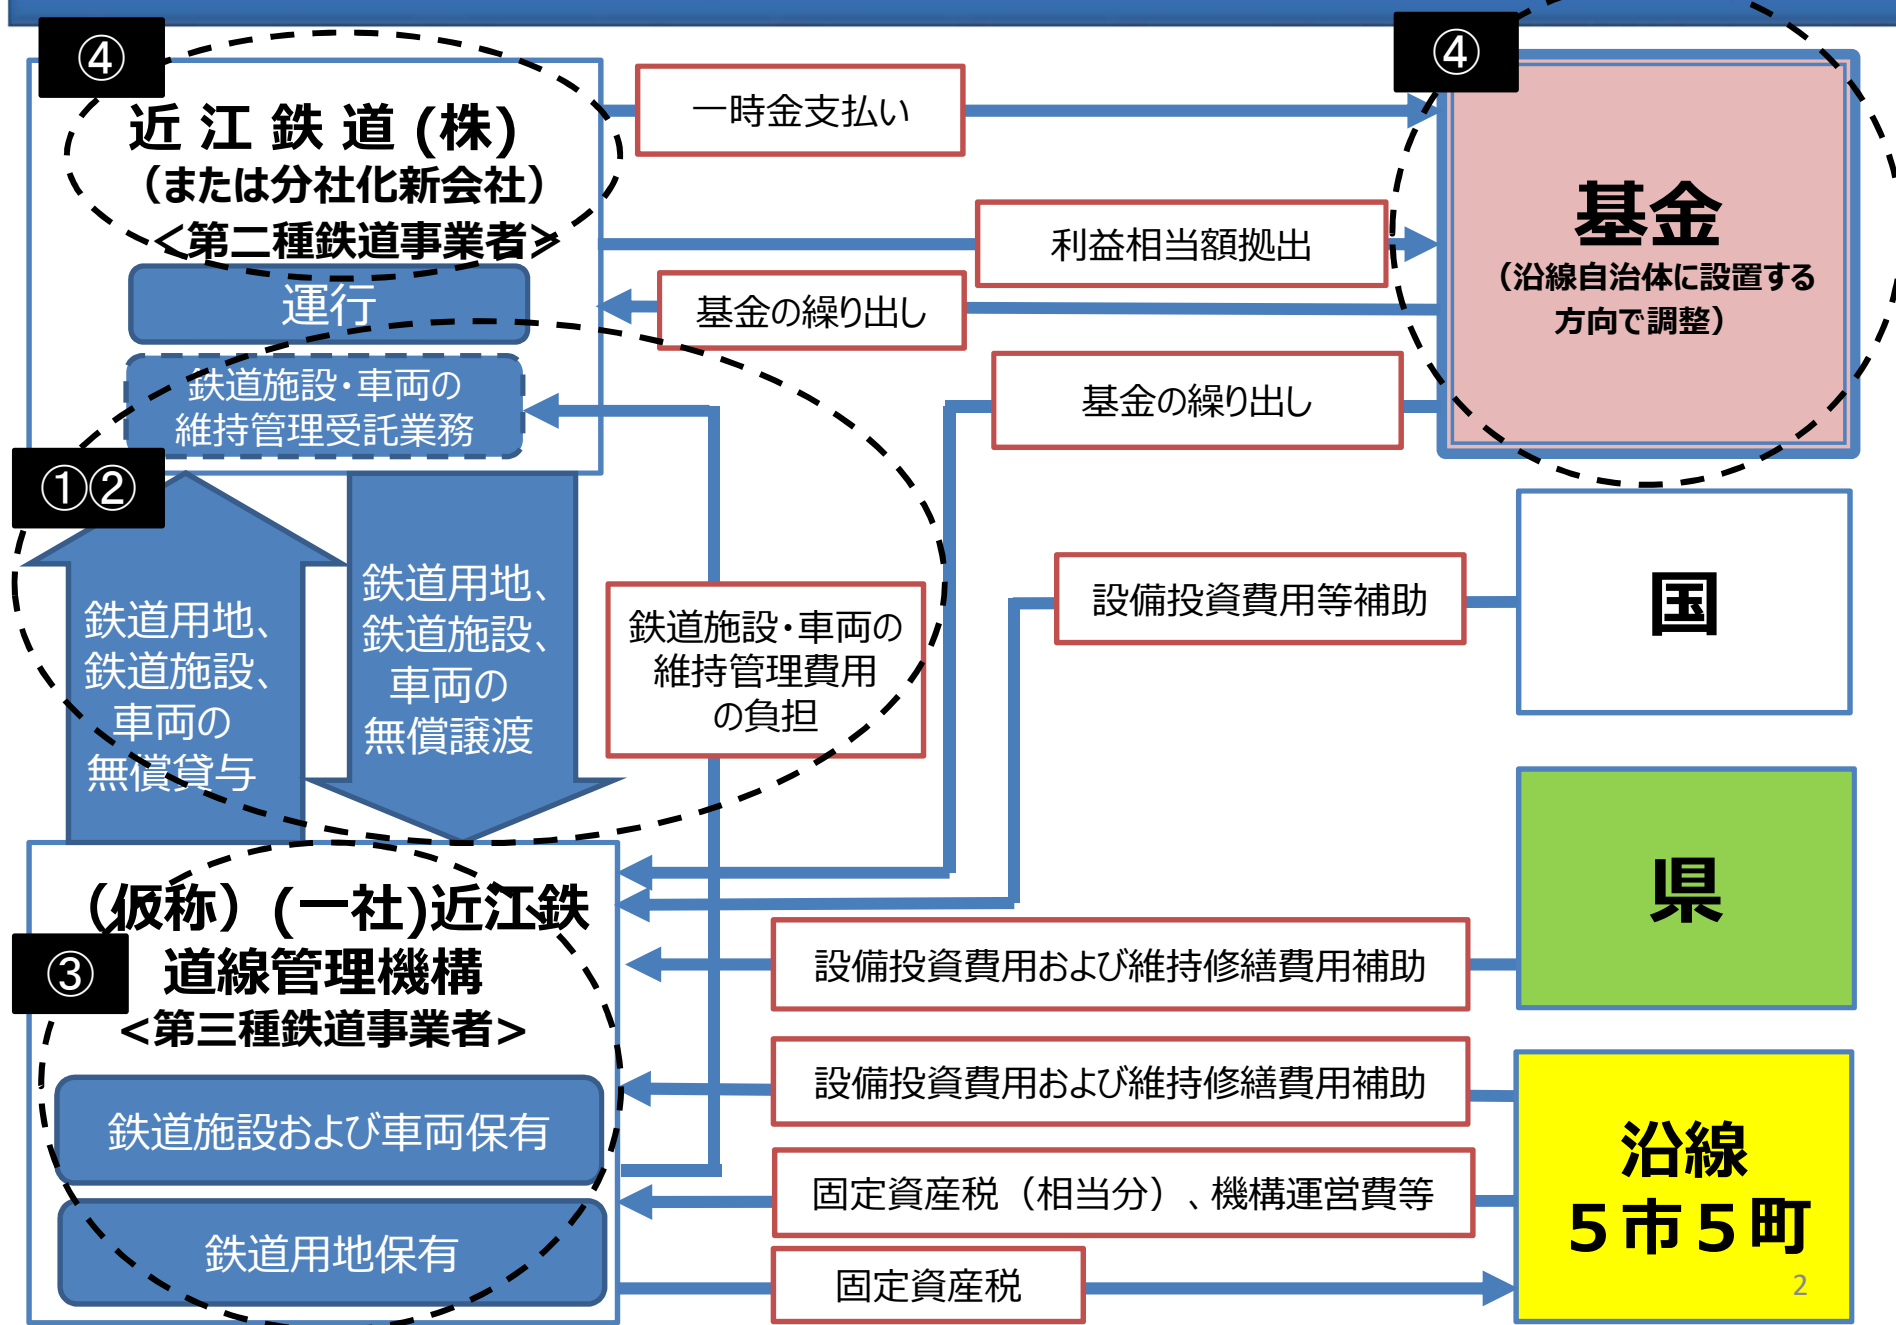 ④
近 江 鉄 道 (株)
（または分社化新会社）
<第二種鉄道事業者>
運行
鉄道施設・車両の
維持管理受託業務
一時金支払い
利益相当額拠出
基金の繰り出し
基金の繰り出し
④
基金
（沿線自治体に設置する
方向で調整）
①②
鉄道用地、
鉄道施設、
車両の
無償貸与
鉄道用地、
鉄道施設、
車両の
無償譲渡
鉄道施設・車両の
維持管理費用
の負担
設備投資費用等補助
国
県
③
（仮称）(一社)近江鉄
道線管理機構
<第三種鉄道事業者>
鉄道施設および車両保有
鉄道用地保有
設備投資費用および維持修繕費用補助
設備投資費用および維持修繕費用補助
固定資産税（相当分）、機構運営費等
固定資産税
沿線
５市５町
2